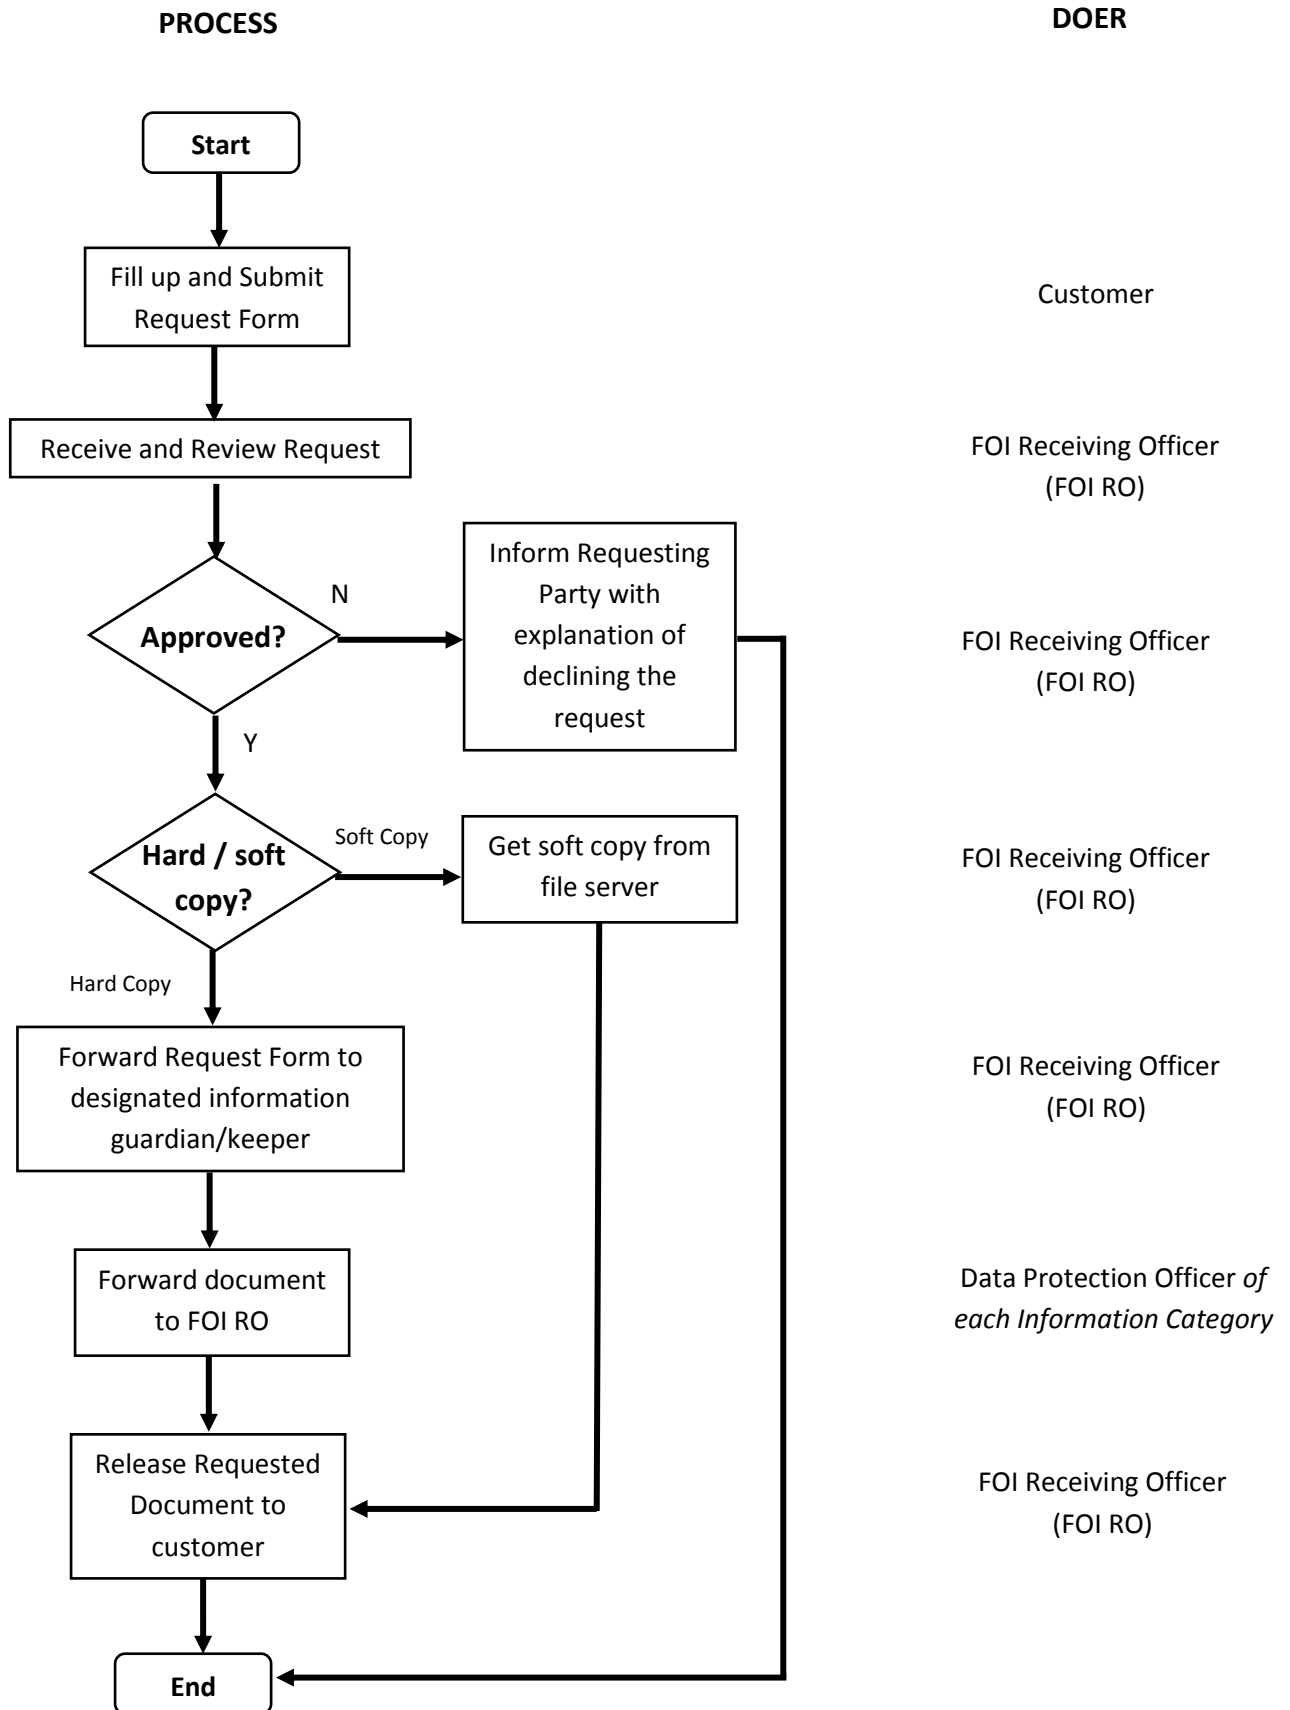 PROCESS
DOER
Start
Fill up and Submit
Request Form
Customer
Receive and Review Request
FOI Receiving Officer
(FOI RO)
Approved?
N
Inform Requesting
Party with
explanation of
declining the
request
FOI Receiving Officer
(FOI RO)
Y
Hard / soft
copy?
Soft Copy
Get soft copy from
file server
FOI Receiving Officer
(FOI RO)
Hard Copy
Forward Request Form to
designated information
guardian/keeper
FOI Receiving Officer
(FOI RO)
Forward document
to FOI RO
Data Protection Officer of
each Information Category
Release Requested
Document to
customer
FOI Receiving Officer
(FOI RO)
End